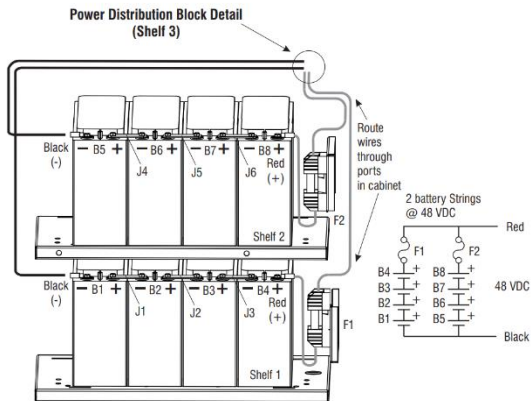 Power Distribution Block Detail
(Shelf 3)
Black
(-)
− B5 +
− B6 +
− B7 +
− B8 +
J4
J5
J6
Red
(+)
Shelf 2
F2
Route
wires
through
ports
in cabinet
Black
(-)
− B1 +
− B2 +
− B3 +
− B4 +
J1
J2
J3
Red
(+)
Shelf 1
F1
2 battery Strings
@ 48 VDC
Red
F1
F2
B4 +
B8 +
B3 +
B7 +
B2 +
B6 +
B1 +
B5 +
48 VDC
Black